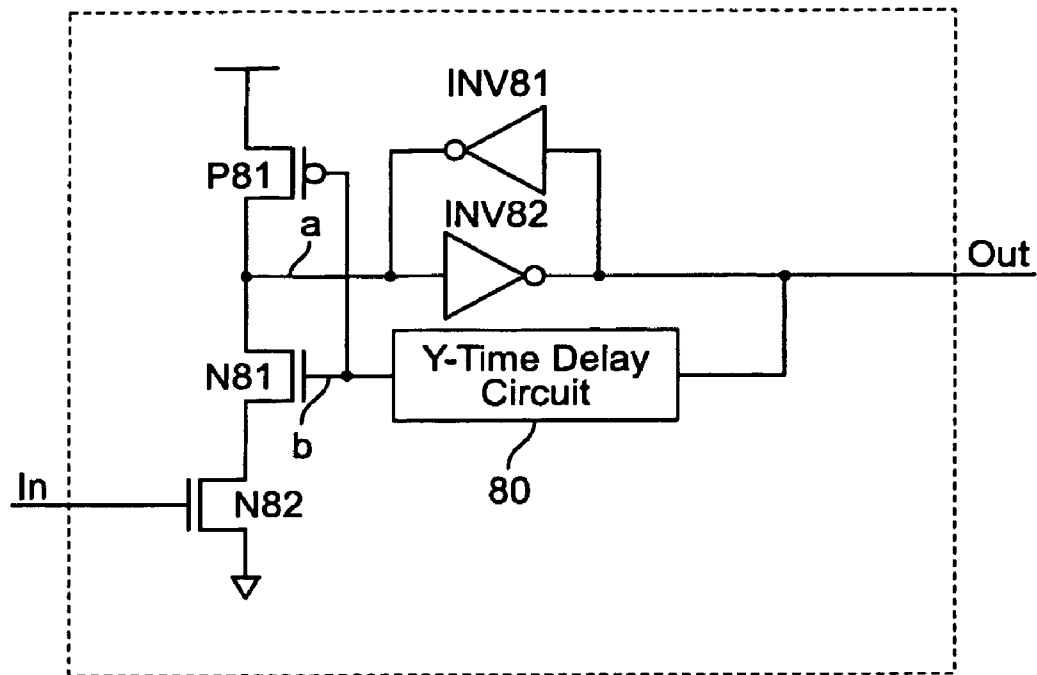 INV81
P81
INV82
a
Out
N81
Y-Time Delay
Circuit
b
In
N82
80